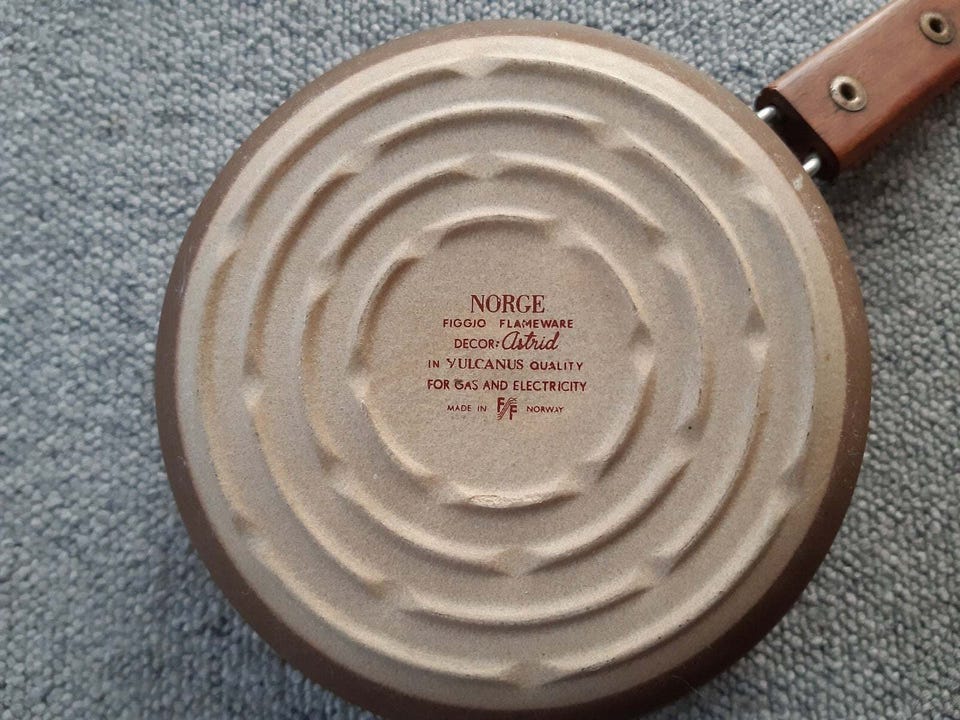 NORGE
FIGGJO FLAMEWARE
DECOR: Astrid
IN VULCANUS QUALITY
FOR GAS AND ELECTRICITY
MADE IN FF NORWAY